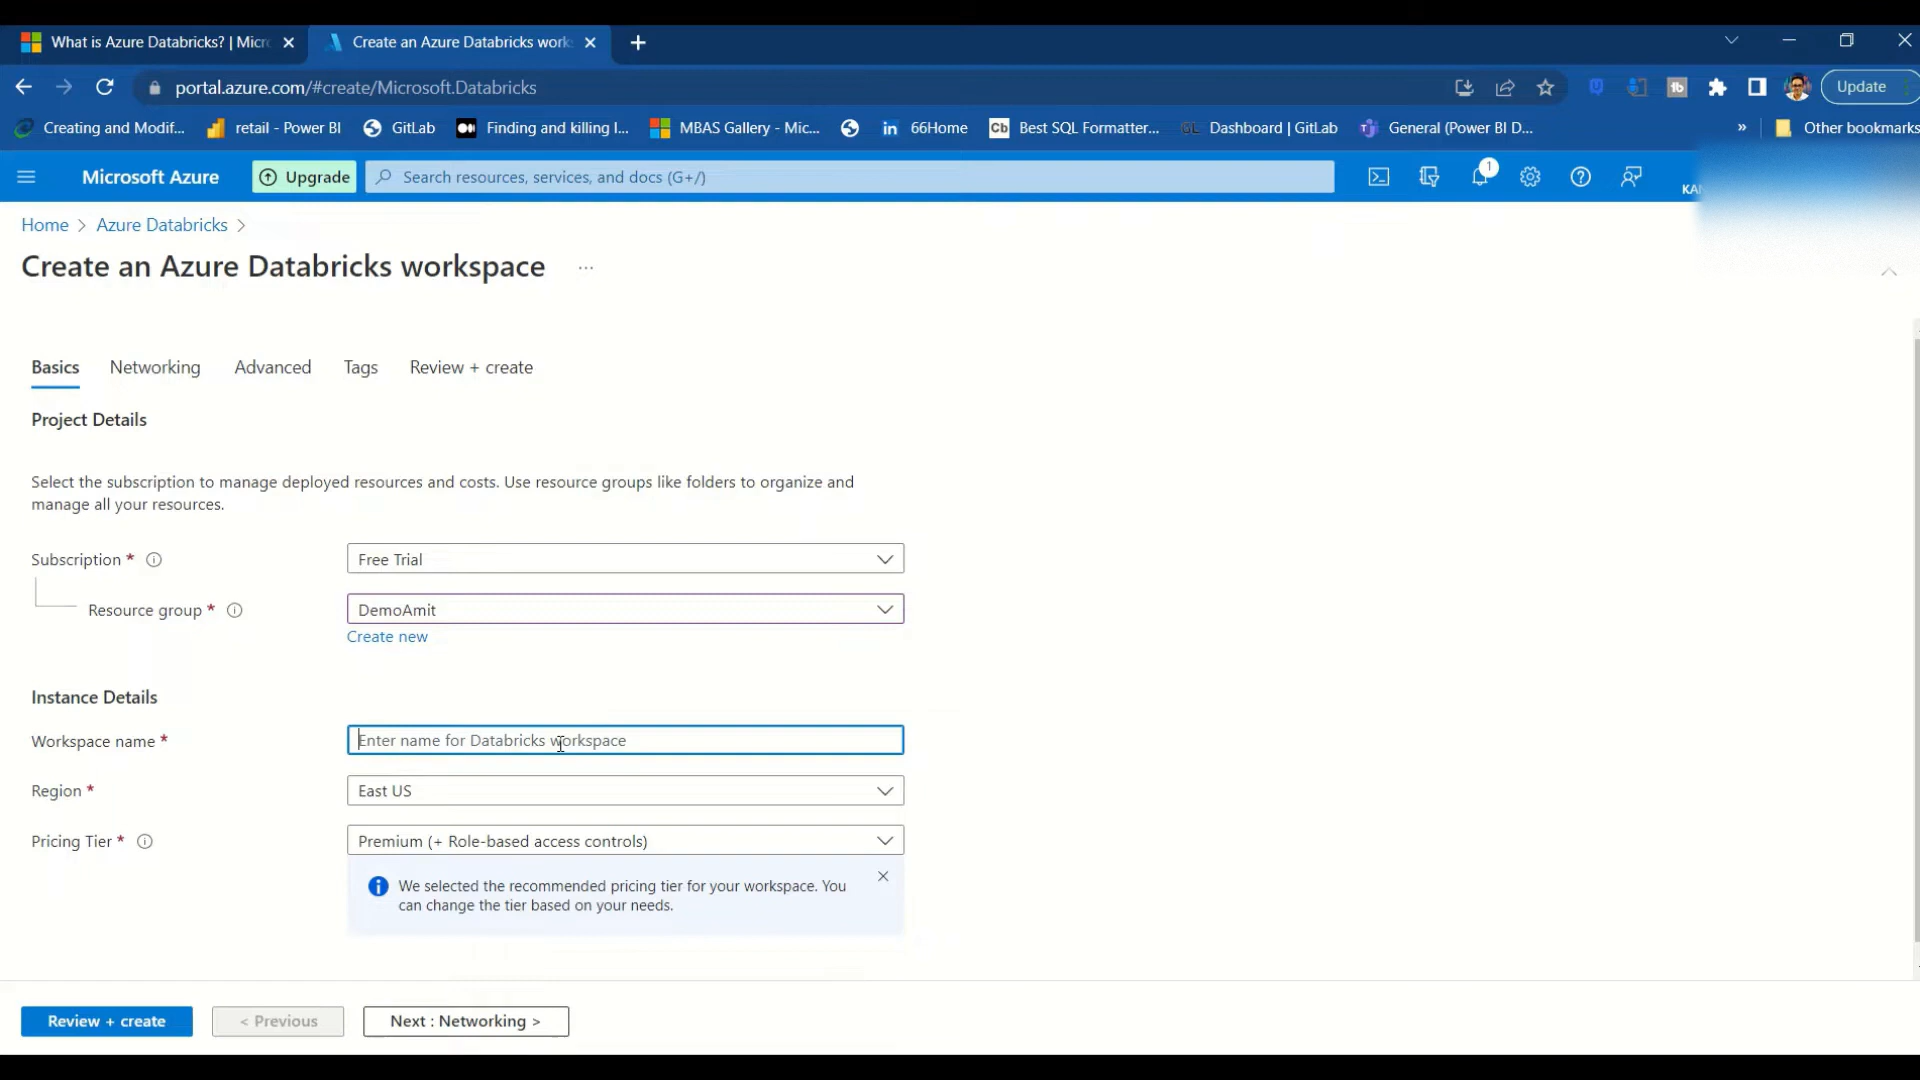 What is Azure Databricks? | Micr
Create an Azure Databricks work
portal.azure.com/#create/Microsoft.Databricks
Update
Creating and Modif...
retail - Power BI
GitLab
Finding and killing I...
MBAS Gallery - Mic...
in 66Home
Cb Best SQL Formatter...
GL Dashboard | GitLab
General (Power BI D...
»
Other bookmarks
Microsoft Azure
Upgrade
Search resources, services, and docs (G+/)
1
KAN
Home > Azure Databricks >
Create an Azure Databricks workspace ...
Basics
Networking
Advanced
Tags
Review + create
Project Details
Select the subscription to manage deployed resources and costs. Use resource groups like folders to organize and
manage all your resources.
Subscription *
Free Trial
Resource group *
DemoAmit
Create new
Instance Details
Workspace name *
Enter name for Databricks workspace
Region *
East US
Pricing Tier *
Premium (+ Role-based access controls)
We selected the recommended pricing tier for your workspace. You
can change the tier based on your needs.
Review + create
< Previous
Next : Networking >